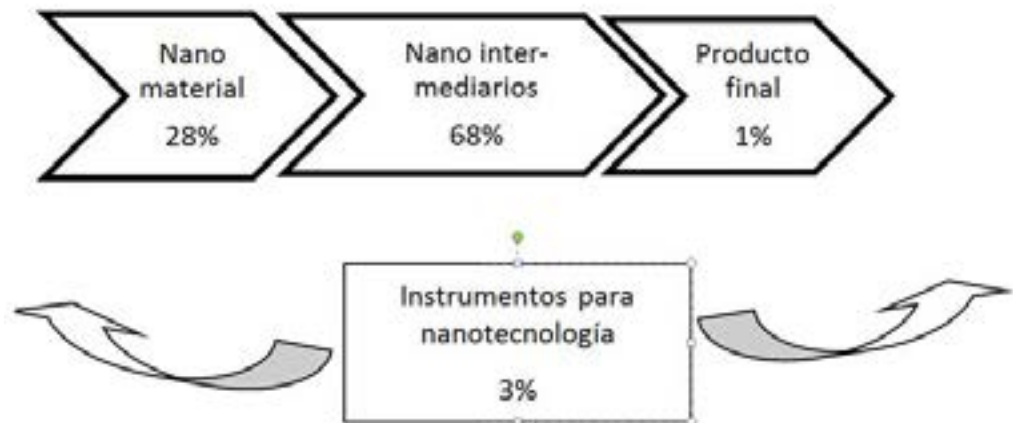 Nano
material
28%
Nano inter-
mediarios
68%
Producto
final
1%
Instrumentos para
nanotecnología
3%